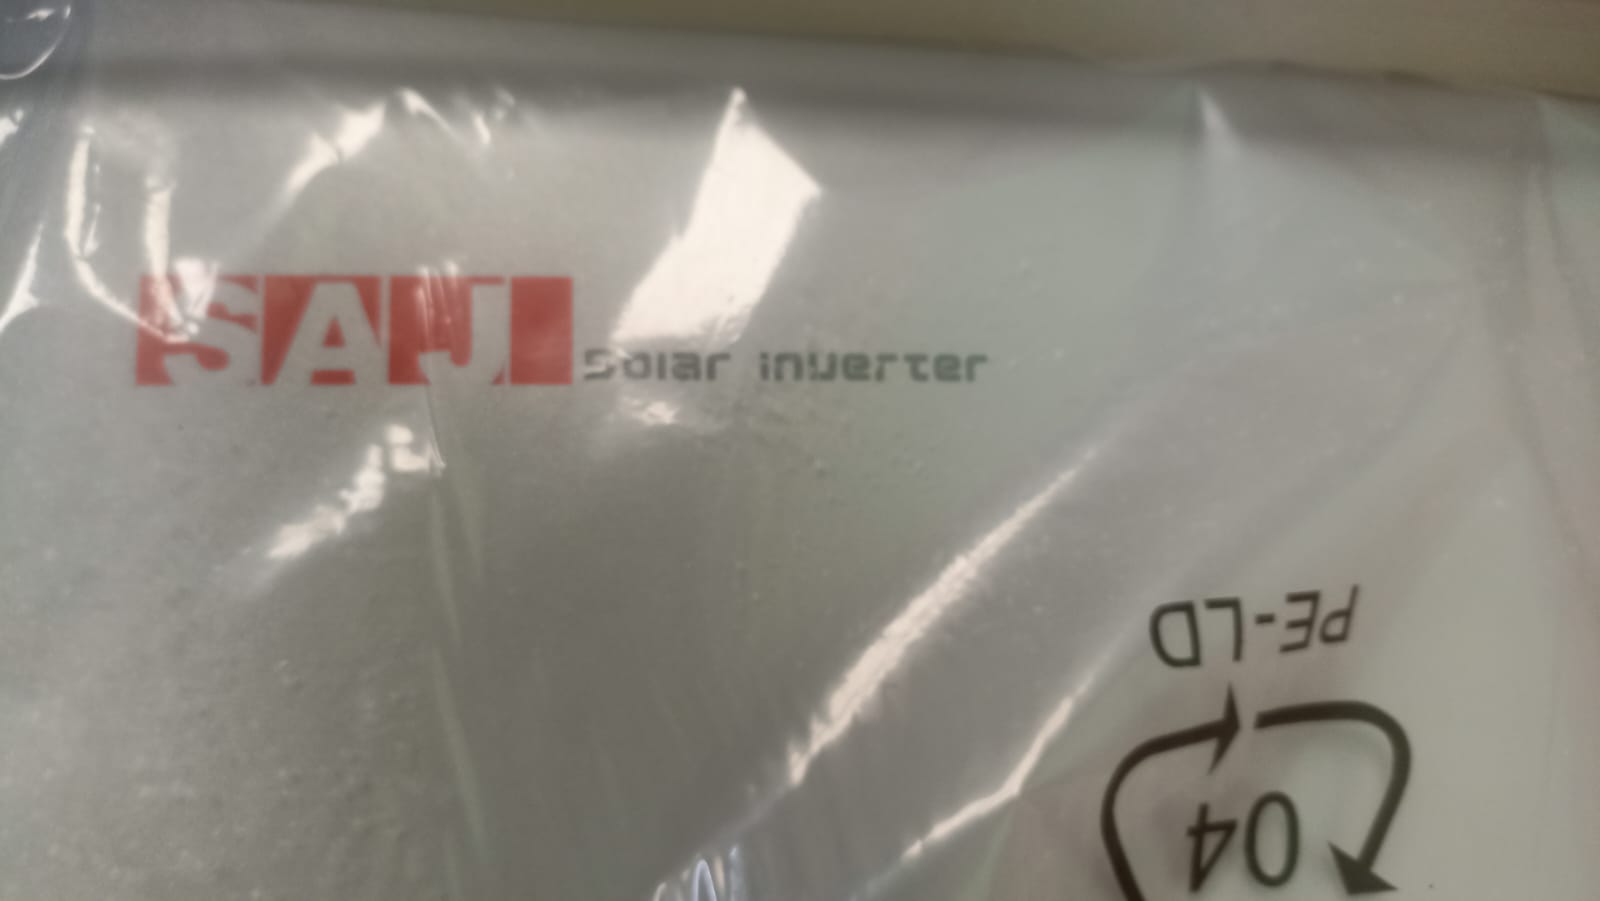 SAJ solar inverter
PE-LD
04